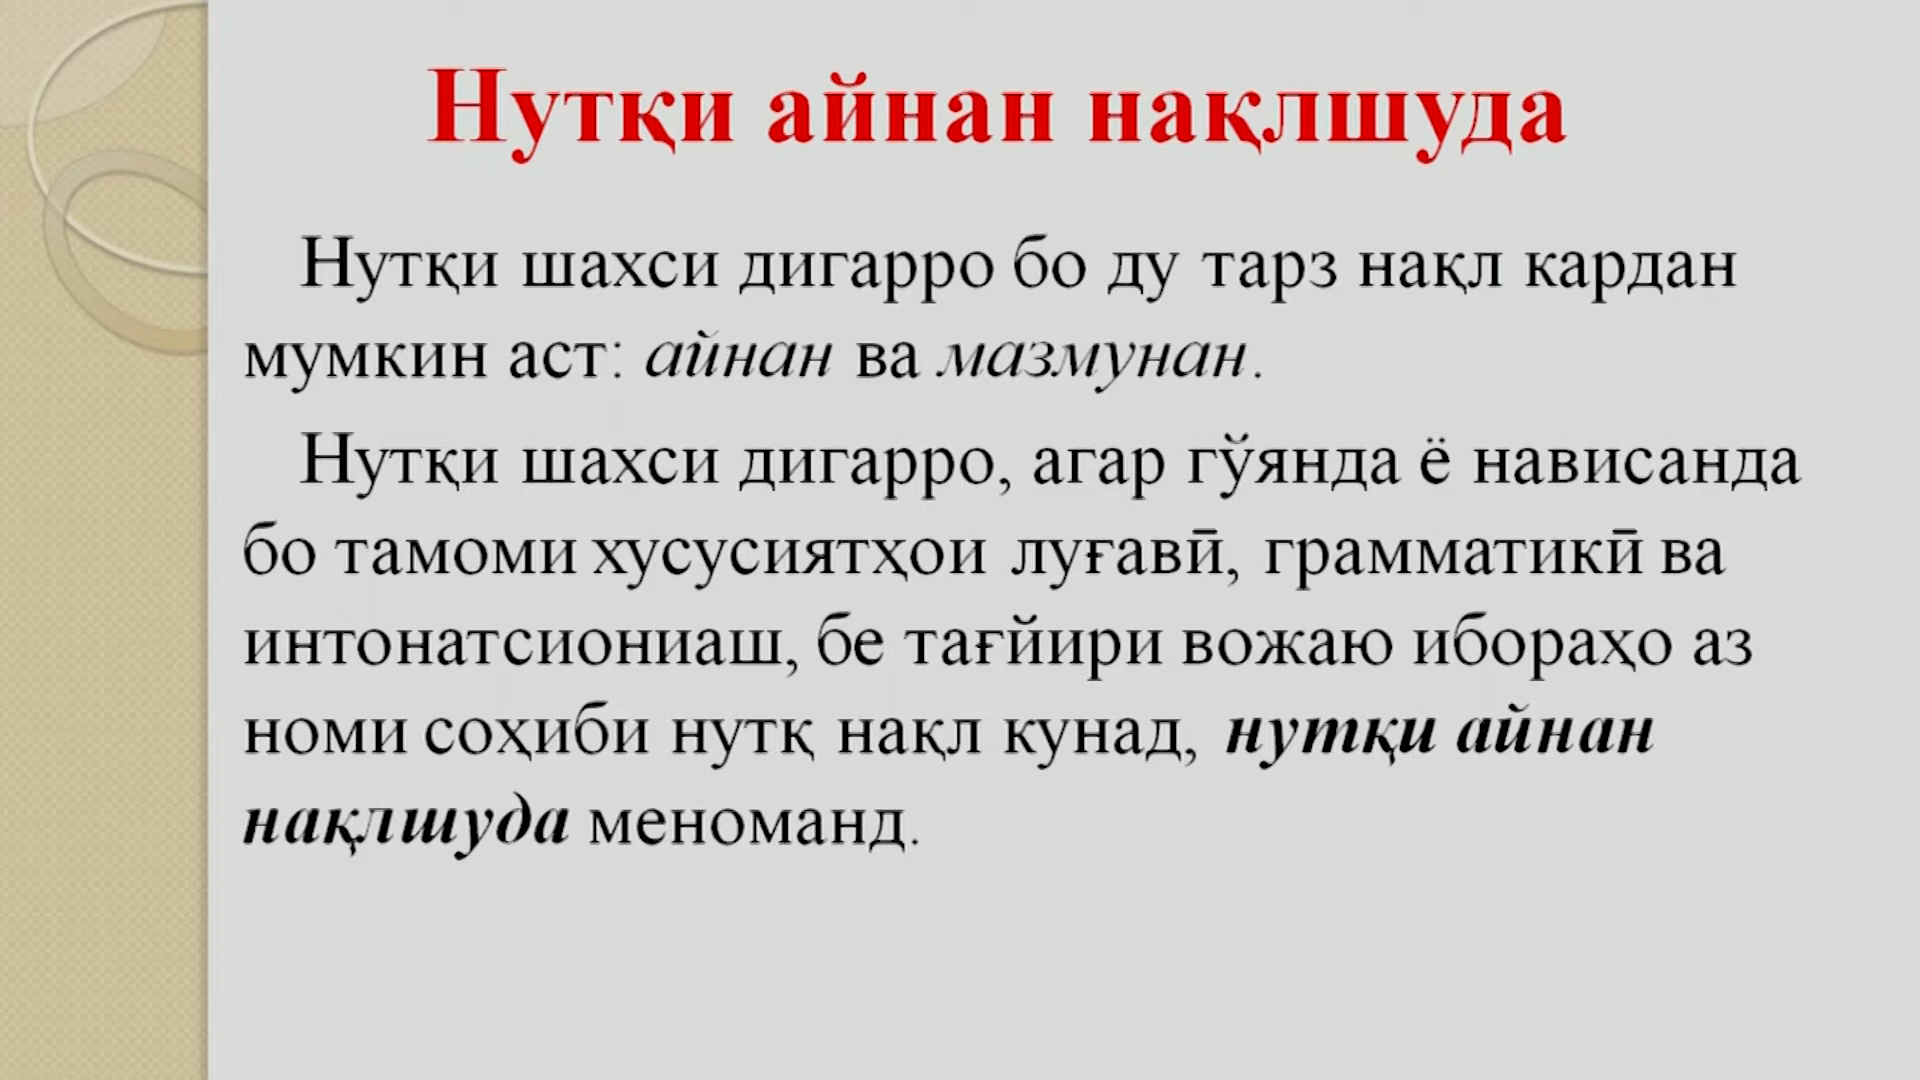 Нутқи айнан нақлшуда
Нутқи шахси дигарро бо ду тарз нақл кардан
мумкин аст: айнан ва мазмунан.
Нутқи шахси дигарро, агар гӯянда ё нависанда
бо тамоми хусусиятҳои луғавӣ, грамматикӣ ва
интонатсиониаш, бе тағйири вожаю ибораҳо аз
номи соҳиби нутқ нақл кунад, нутқи айнан
нақлшуда меноманд.